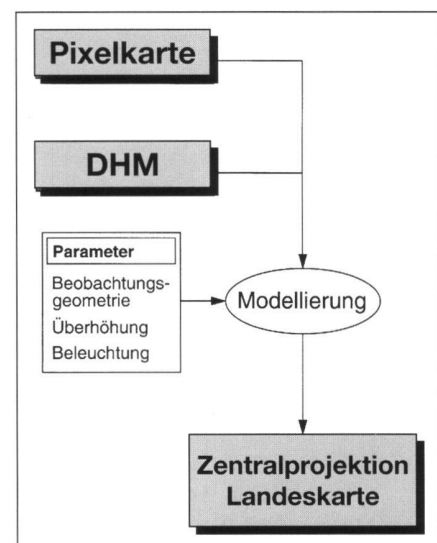 Pixelkarte
DHM
Parameter
Beobachtungs-
geometrie
Überhöhung
Beleuchtung
Modellierung
Zentralprojektion
Landeskarte